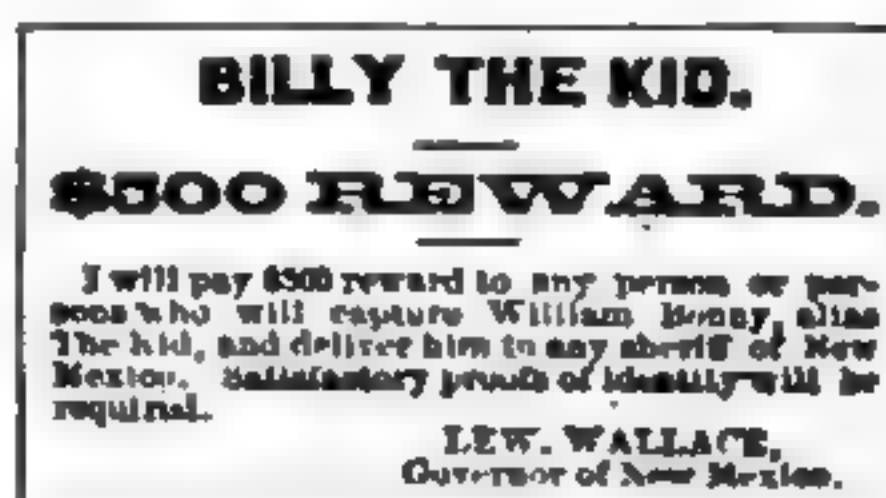 BILLY THE KID.
$500 REWARD.
I will pay $500 reward to any person or per-
sons who will capture William Bonny, alias
The Kid, and deliver him to any sheriff of New
Mexico. Satisfactory proofs of identity will be
required.
LEW. WALLACE,
Governor of New Mexico.